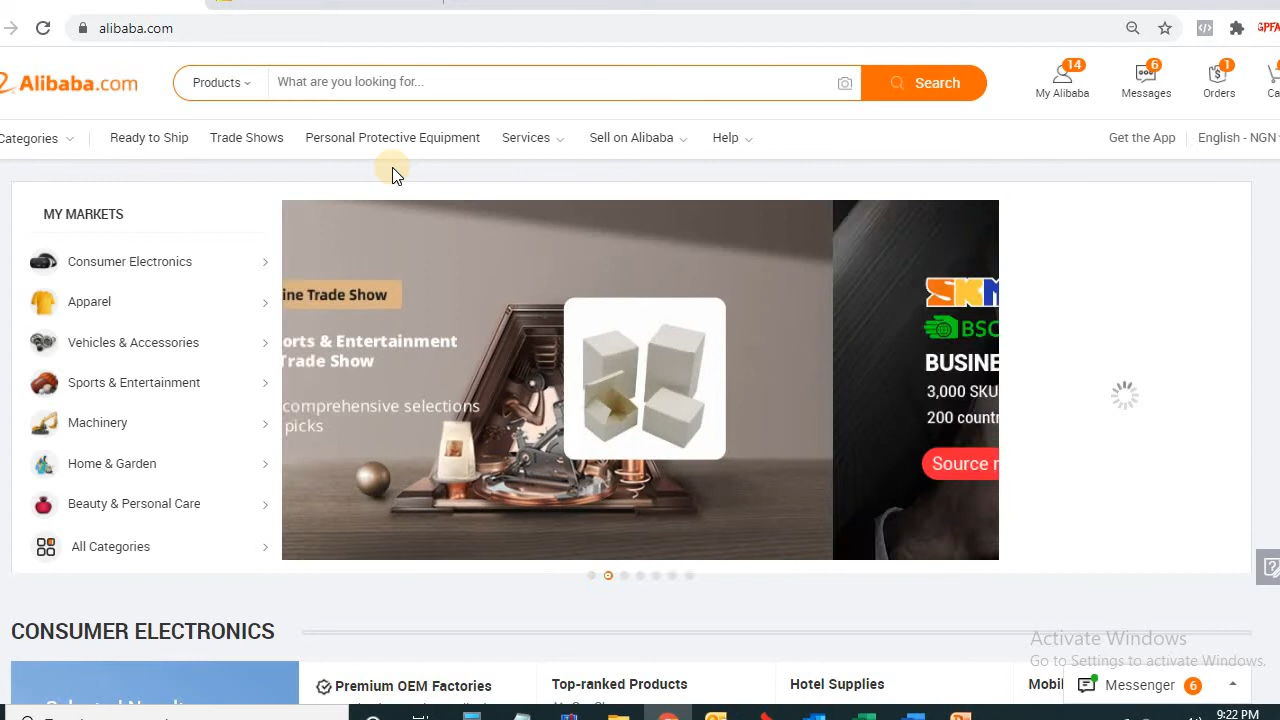 alibaba.com
GPFA
Alibaba.com
Products
What are you looking for...
Search
14
My Alibaba
6
Messages
1
Orders
Ca
Categories
Ready to Ship
Trade Shows
Personal Protective Equipment
Services
Sell on Alibaba
Help
Get the App
English - NGN
MY MARKETS
Consumer Electronics
Apparel
Vehicles & Accessories
Sports & Entertainment
Machinery
Home & Garden
Beauty & Personal Care
All Categories
ine Trade Show
orts & Entertainment
Trade Show
comprehensive selections
picks
SKM
BSC
BUSINE
3,000 SKU
200 countr
Source r
CONSUMER ELECTRONICS
Premium OEM Factories
Top-ranked Products
Hotel Supplies
Mobil
Activate Windows
Go to Settings to activate Windows.
Messenger 6
9:22 PM